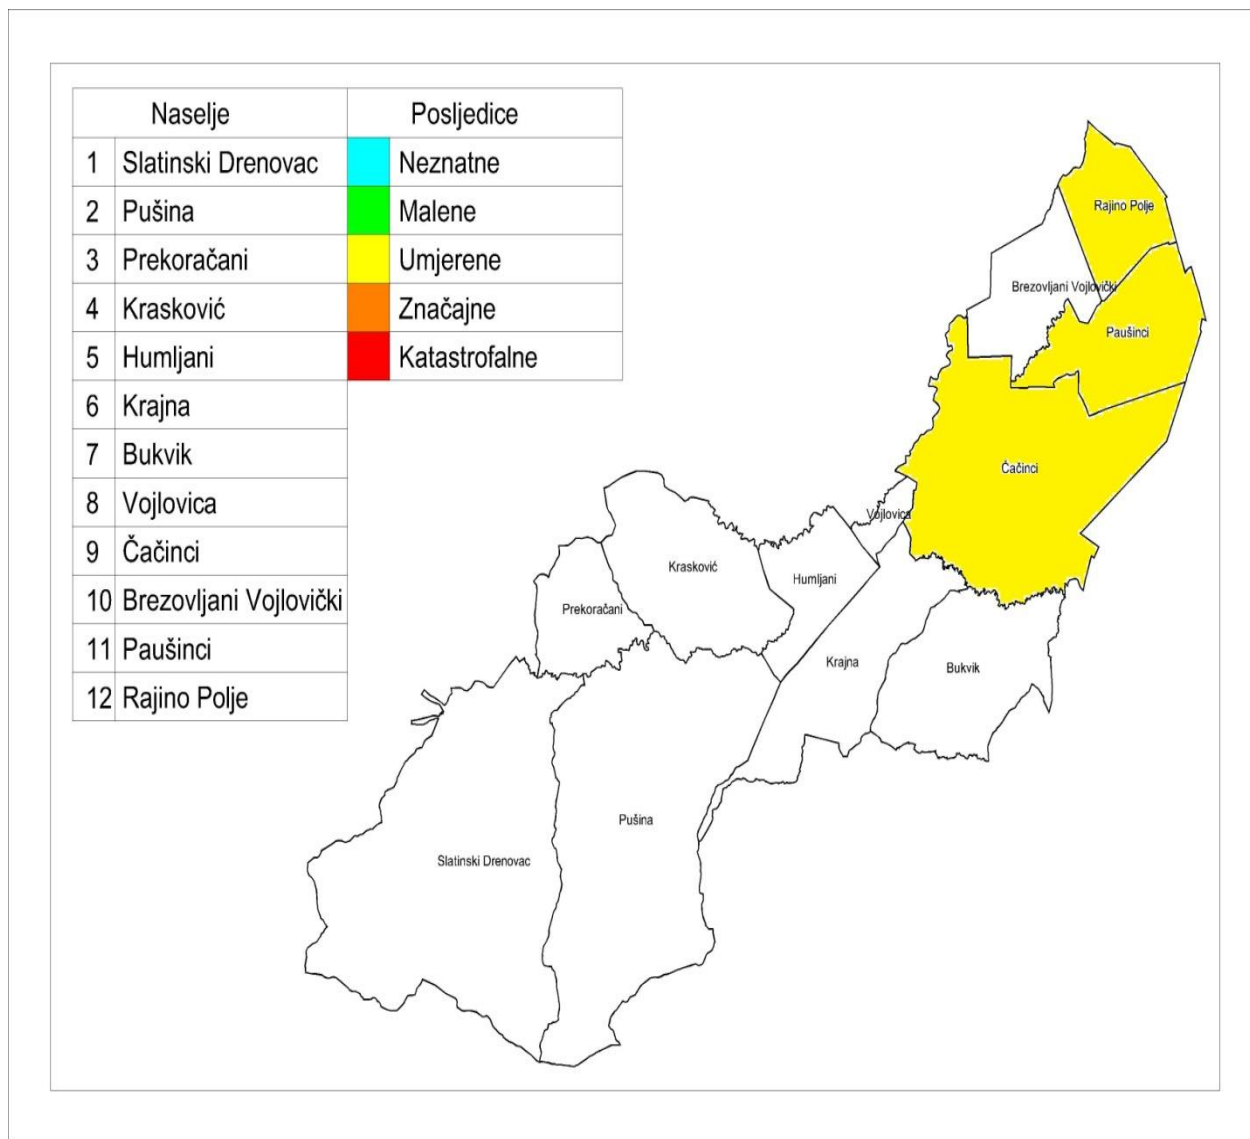 Naselje Posljedice
1 Slatinski Drenovac Neznatne
2 Pušina Malene
3 Prekoračani Umjerene
4 Krasković Značajne
5 Humljani Katastrofalne
6 Krajna
7 Bukvik
8 Vojlovica
9 Čačinci
10 Brezovljani Vojlovički
11 Paušinci
12 Rajino Polje
Rajino Polje
Brezovljani Vojlovički
Paušinci
Čačinci
Vojlovica
Krasković
Humljani
Prekoračani
Krajna
Bukvik
Pušina
Slatinski Drenovac